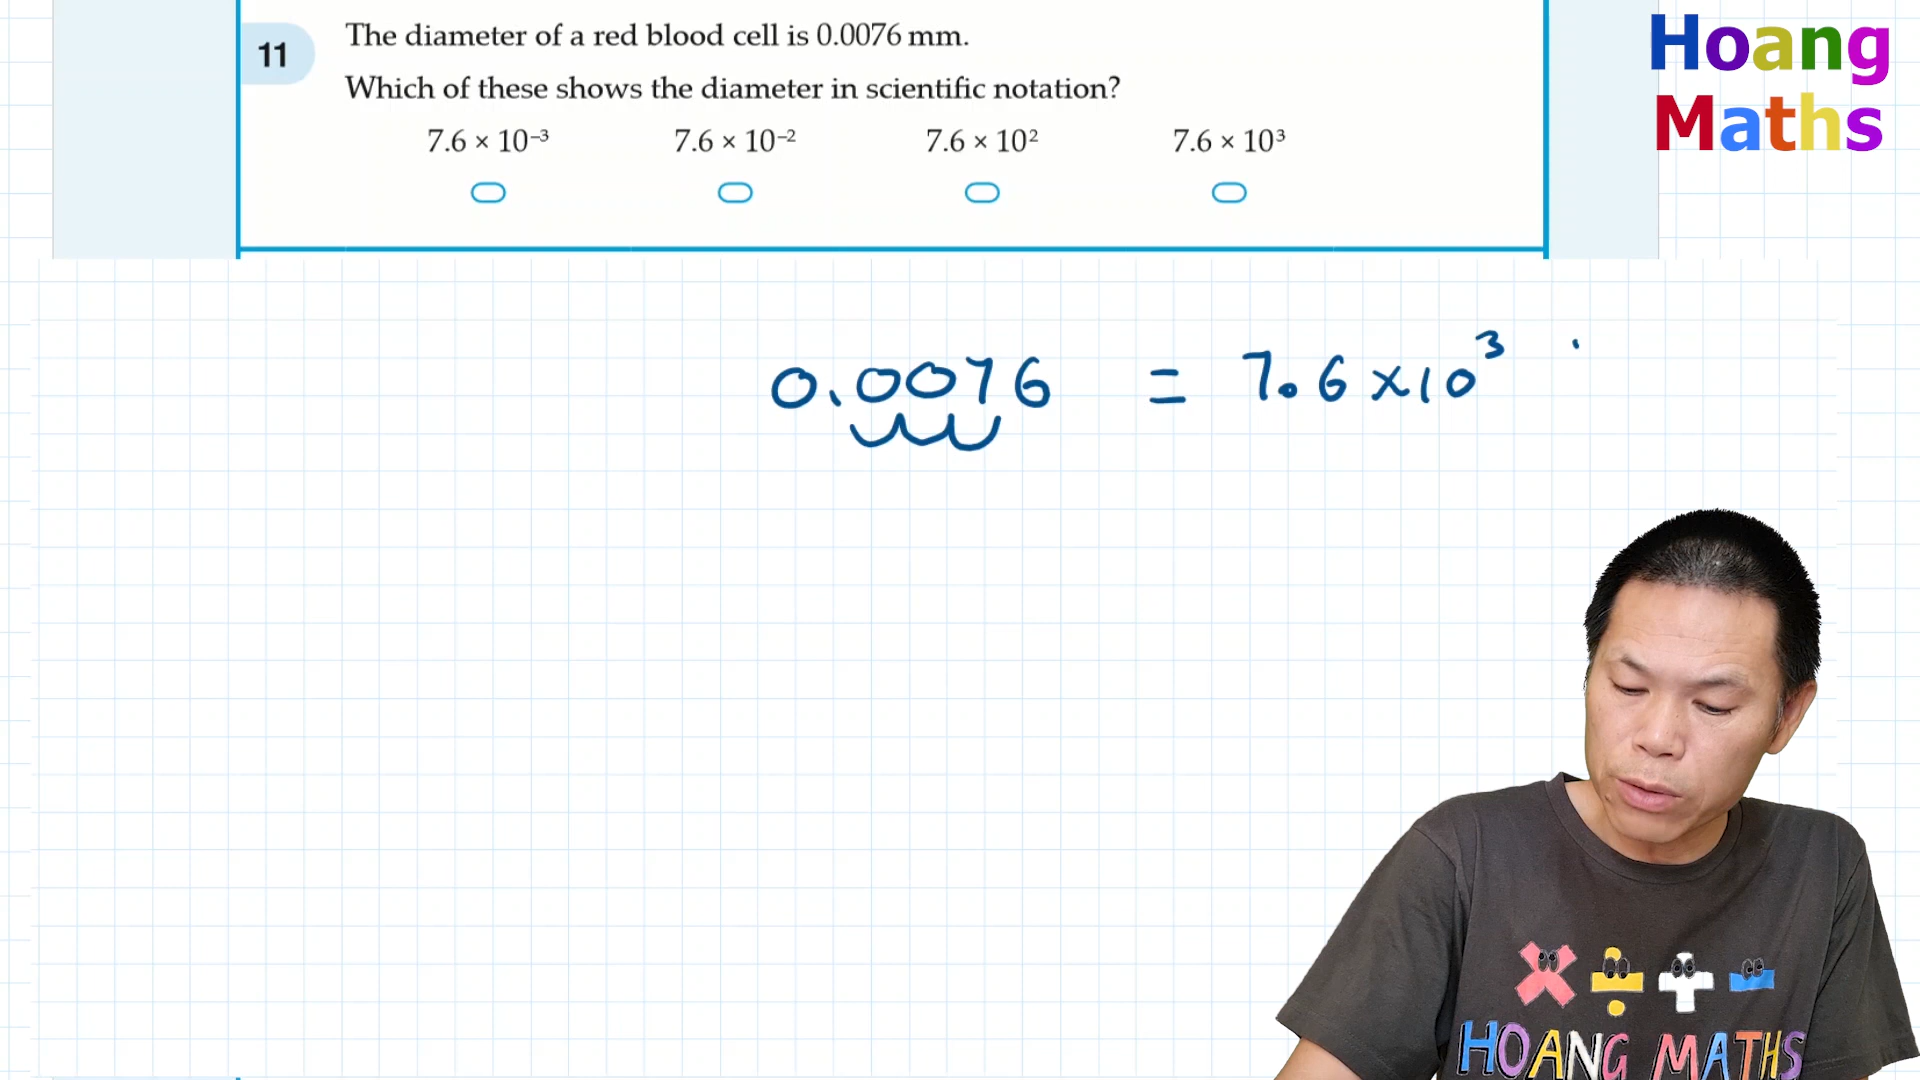 11
The diameter of a red blood cell is 0.0076 mm.
Which of these shows the diameter in scientific notation?
7.6 × 10⁻³ 7.6 × 10⁻² 7.6 × 10² 7.6 × 10³
Hoang
Maths
0.0076 = 7.6 × 10³
HOANG MATHS